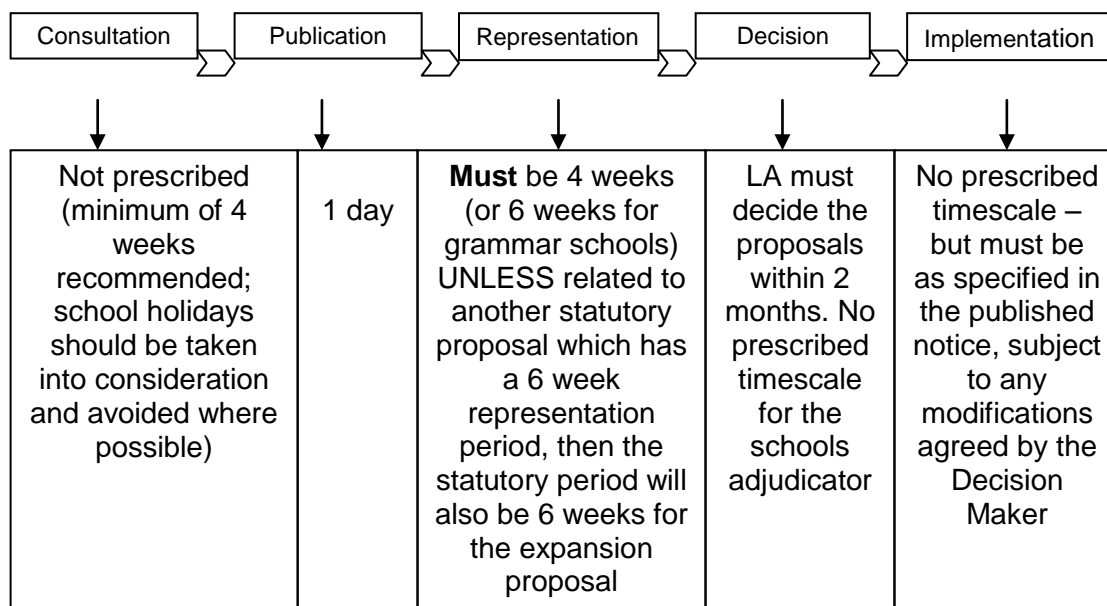 Consultation
Publication
Representation
Decision
Implementation
Not prescribed
(minimum of 4
weeks
recommended;
school holidays
should be taken
into consideration
and avoided where
possible)
1 day
Must be 4 weeks
(or 6 weeks for
grammar schools)
UNLESS related to
another statutory
proposal which has
a 6 week
representation
period, then the
statutory period will
also be 6 weeks for
the expansion
proposal
LA must
decide the
proposals
within 2
months. No
prescribed
timescale
for the
schools
adjudicator
No prescribed
timescale –
but must be
as specified in
the published
notice, subject
to any
modifications
agreed by the
Decision
Maker